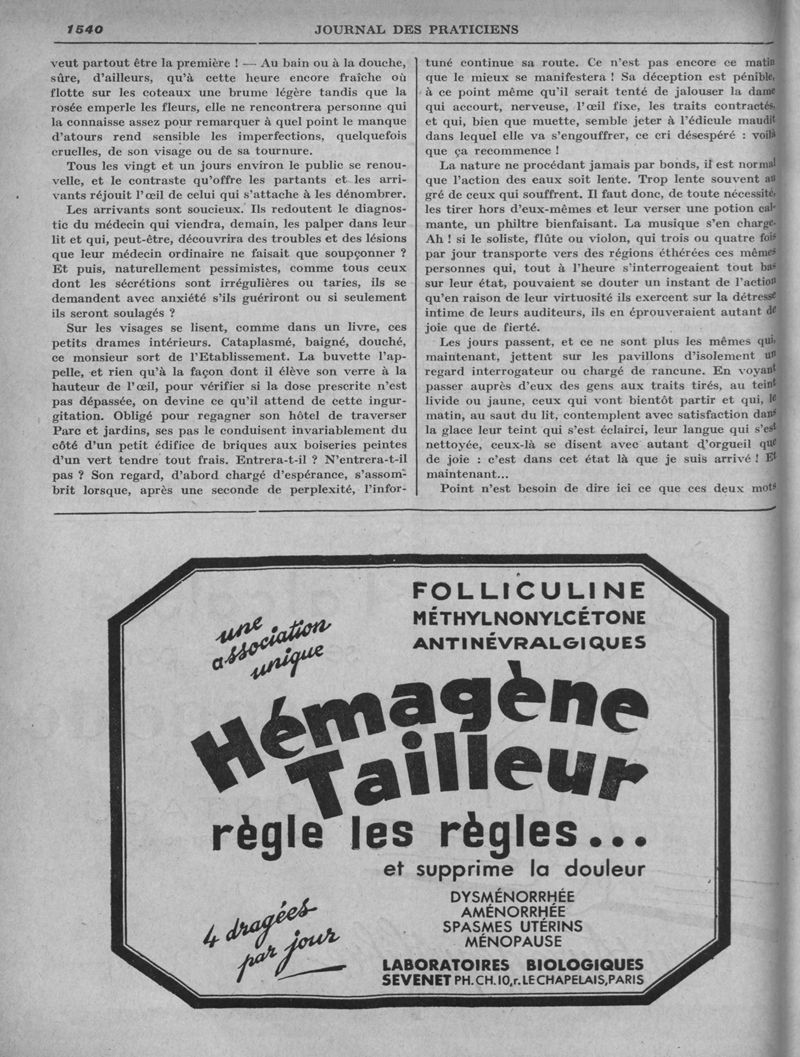 1540
JOURNAL DES PRATICIENS
veut partout être la première ! — Au bain ou à la douche,
sûre, d'ailleurs, qu'à cette heure encore fraîche où
flotte sur les coteaux une brume légère tandis que la
rosée emperle les fleurs, elle ne rencontrera personne qui
la connaisse assez pour remarquer à quel point le manque
d'atours rend sensible les imperfections, quelquefois
cruelles, de son visage ou de sa tournure.
Tous les vingt et un jours environ le public se renou-
velle, et le contraste qu'offre les partants et les arri-
vants réjouit l'œil de celui qui s'attache à les dénombrer.
Les arrivants sont soucieux. Ils redoutent le diagnos-
tic du médecin qui viendra, demain, les palper dans leur
lit et qui, peut-être, découvrira des troubles et des lésions
que leur médecin ordinaire ne faisait que soupçonner ?
Et puis, naturellement pessimistes, comme tous ceux
dont les sécrétions sont irrégulières ou taries, ils se
demandent avec anxiété s'ils guériront ou si seulement
ils seront soulagés ?
Sur les visages se lisent, comme dans un livre, ces
petits drames intérieurs. Cataplasmé, baigné, douché,
ce monsieur sort de l'Etablissement. La buvette l'ap-
pelle, et rien qu'à la façon dont il élève son verre à la
hauteur de l'œil, pour vérifier si la dose prescrite n'est
pas dépassée, on devine ce qu'il attend de cette ingur-
gitation. Obligé pour regagner son hôtel de traverser
Parc et jardins, ses pas le conduisent invariablement du
côté d'un petit édifice de briques aux boiseries peintes
d'un vert tendre tout frais. Entrera-t-il ? N'entrera-t-il
pas ? Son regard, d'abord chargé d'espérance, s'assom-
brit lorsque, après une seconde de perplexité, l'infor-
tuné continue sa route. Ce n'est pas encore ce matin
que le mieux se manifestera ! Sa déception est pénible,
à ce point même qu'il serait tenté de jalouser la dame
qui accourt, nerveuse, l'œil fixe, les traits contractés,
et qui, bien que muette, semble jeter à l'édicule maudit
dans lequel elle va s'engouffrer, ce cri désespéré : voilà
que ça recommence !
La nature ne procédant jamais par bonds, il est normal
que l'action des eaux soit lente. Trop lente souvent au
gré de ceux qui souffrent. Il faut donc, de toute nécessité,
les tirer hors d'eux-mêmes et leur verser une potion cal-
mante, un philtre bienfaisant. La musique s'en charge.
Ah ! si le soliste, flûte ou violon, qui trois ou quatre fois
par jour transporte vers des régions éthérées ces mêmes
personnes qui, tout à l'heure s'interrogeaient tout bas
sur leur état, pouvaient se douter un instant de l'action
qu'en raison de leur virtuosité ils exercent sur la détresse
intime de leurs auditeurs, ils en éprouveraient autant de
joie que de fierté.
Les jours passent, et ce ne sont plus les mêmes qui,
maintenant, jettent sur les pavillons d'isolement un
regard interrogateur ou chargé de rancune. En voyant
passer auprès d'eux des gens aux traits tirés, au teint
livide ou jaune, ceux qui vont bientôt partir et qui, le
matin, au saut du lit, contemplent avec satisfaction dans
la glace leur teint qui s'est éclairci, leur langue qui s'est
nettoyée, ceux-là se disent avec autant d'orgueil que
de joie : c'est dans cet état là que je suis arrivé ! Et
maintenant...
Point n'est besoin de dire ici ce que ces deux mots
une
association
unique
FOLLICULINE
MÉTHYLNONYLCÉTONE
ANTINÉVRALGIQUES
Hémagène
Tailleur
règle les règles...
et supprime la douleur
4 dragées
par jour
DYSMÉNORRHÉE
AMÉNORRHÉE
SPASMES UTÉRINS
MÉNOPAUSE
LABORATOIRES BIOLOGIQUES
SEVENET PH. CH. 10, r. LE CHAPELAIS, PARIS